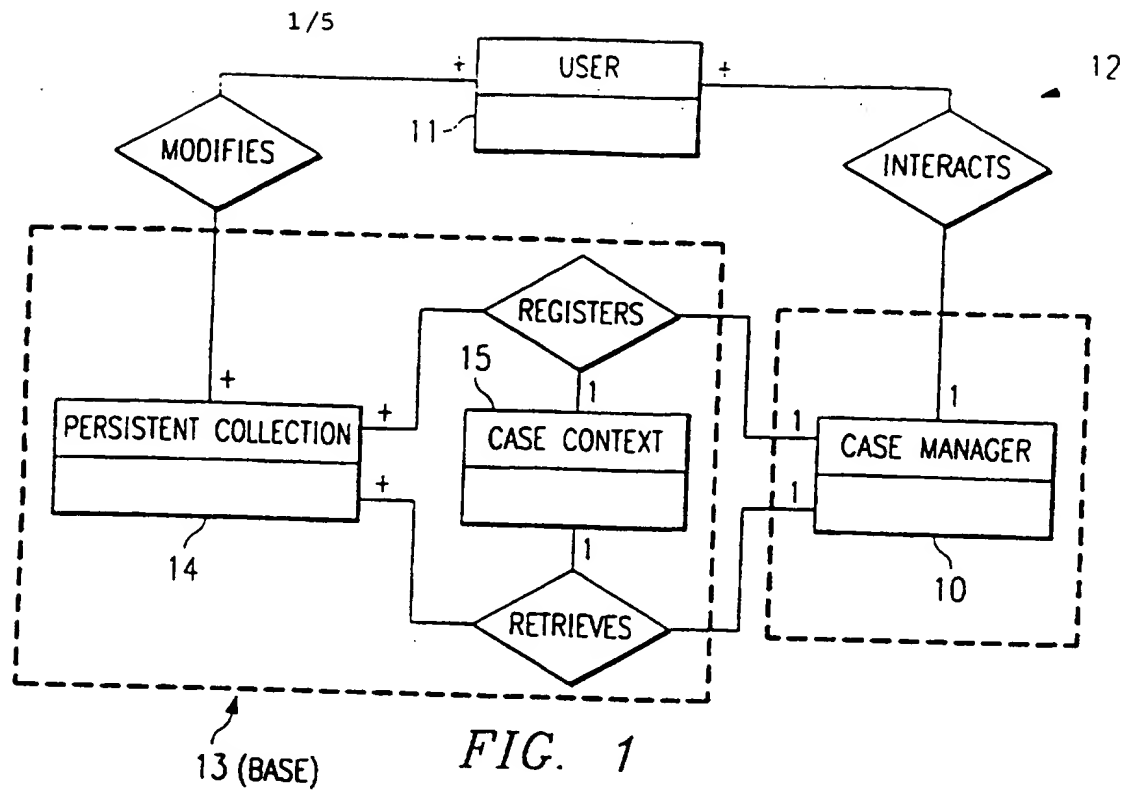 1/5
+ USER +
12
11
MODIFIES
INTERACTS
REGISTERS
15
+ 1 1
PERSISTENT COLLECTION + CASE CONTEXT 1 CASE MANAGER
+ 1
14 1 10
RETRIEVES
13 (BASE)
FIG. 1